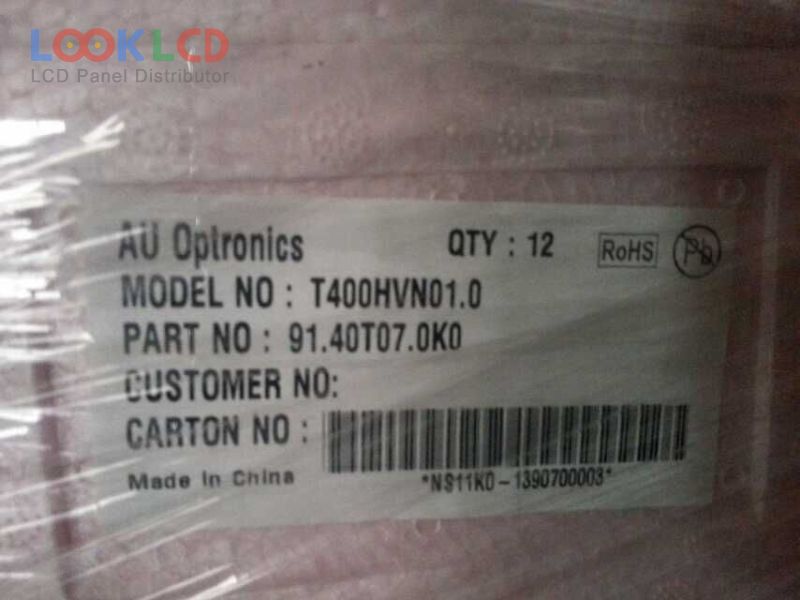 LOOKLCD
LCD Panel Distributor
AU Optronics QTY : 12 RoHS Pb
MODEL NO : T400HVN01.0
PART NO : 91.40T07.0K0
CUSTOMER NO:
CARTON NO :
Made In China *NS11K0-1390700003*